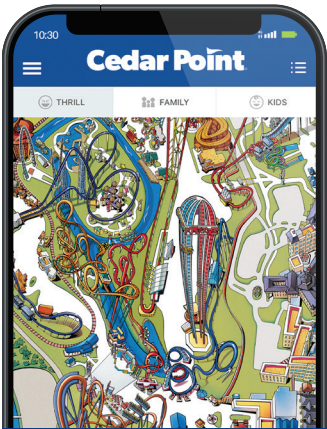 10:30
Cedar Point
THRILL
FAMILY
KIDS